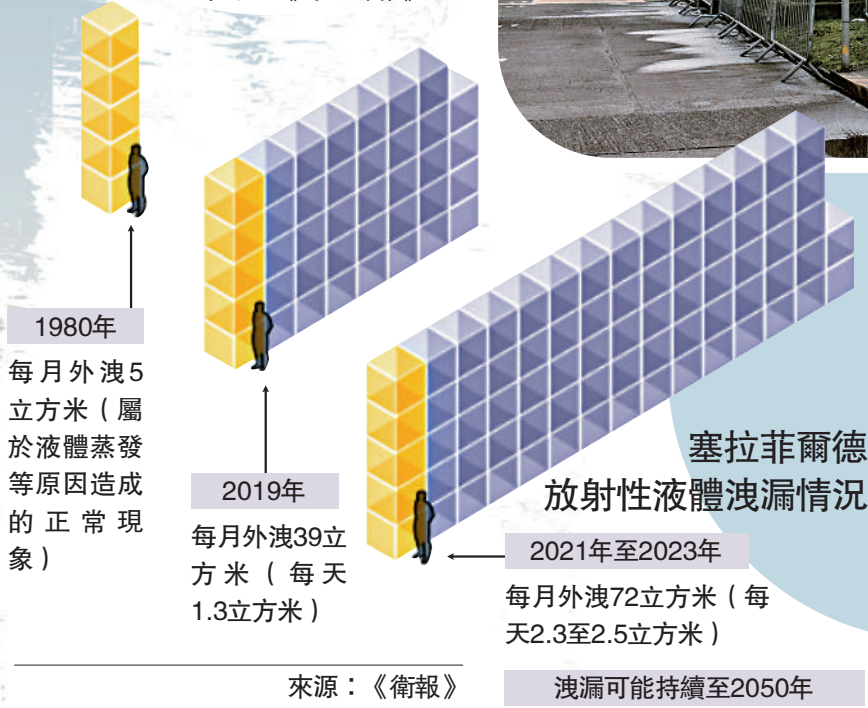 塞拉菲爾德
放射性液體洩漏情況
1980年
每月外洩5
立方米（屬
於液體蒸發
等原因造成
的正常現
象）
2019年
每月外洩39立
方米（每天
1.3立方米）
2021年至2023年
每月外洩72立方米（每
天2.3至2.5立方米）
洩漏可能持續至2050年
來源：《衛報》